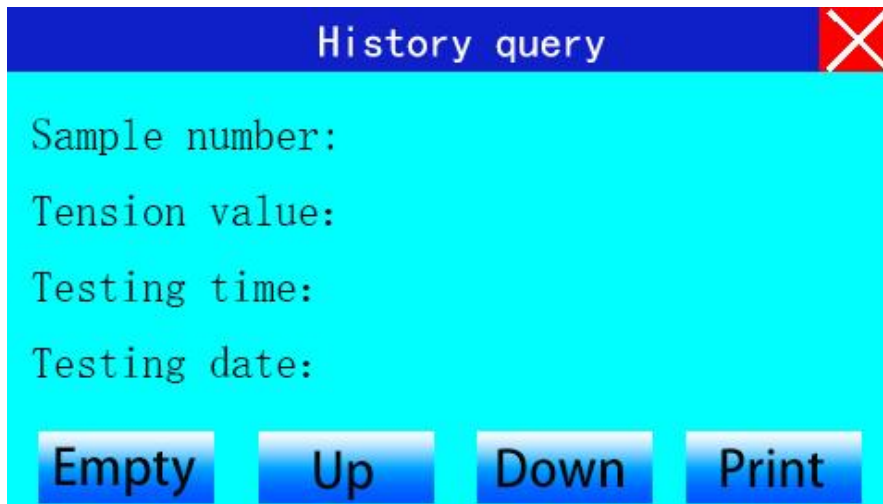 History query
Sample number:
Tension value:
Testing time:
Testing date:
Empty Up Down Print